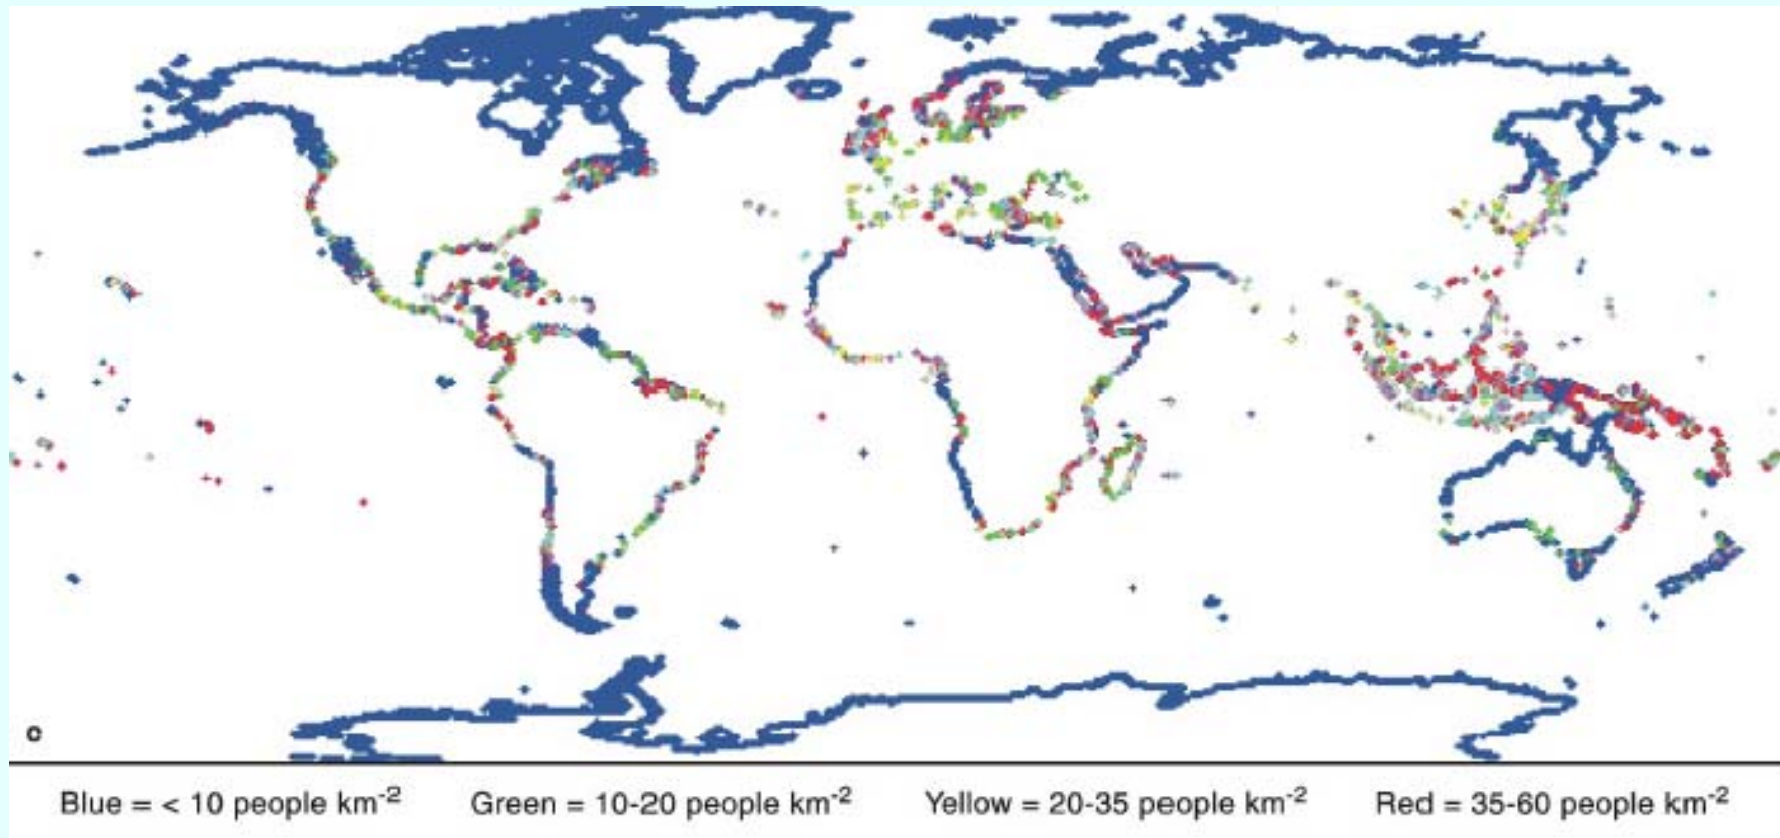 c
Blue = < 10 people km-2 Green = 10-20 people km-2 Yellow = 20-35 people km-2 Red = 35-60 people km-2